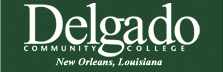 Delgado
COMMUNITY COLLEGE
New Orleans, Louisiana